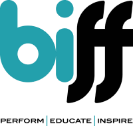 biff
PERFORM | EDUCATE | INSPIRE